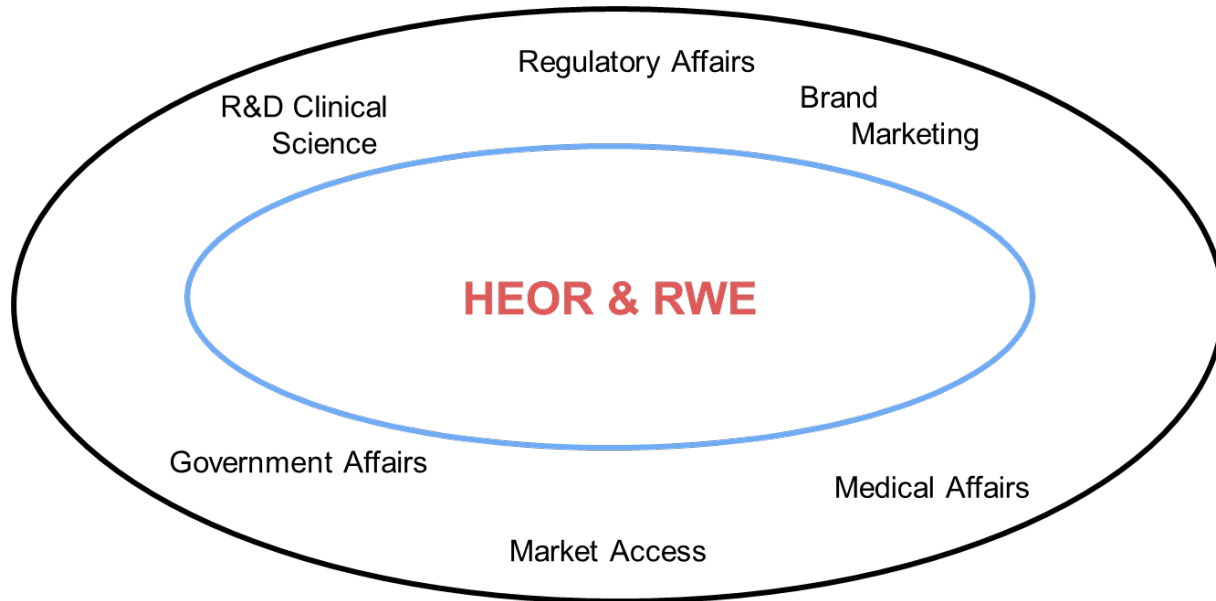 Regulatory Affairs
R&D Clinical
Science
Brand
Marketing
HEOR & RWE
Government Affairs
Medical Affairs
Market Access